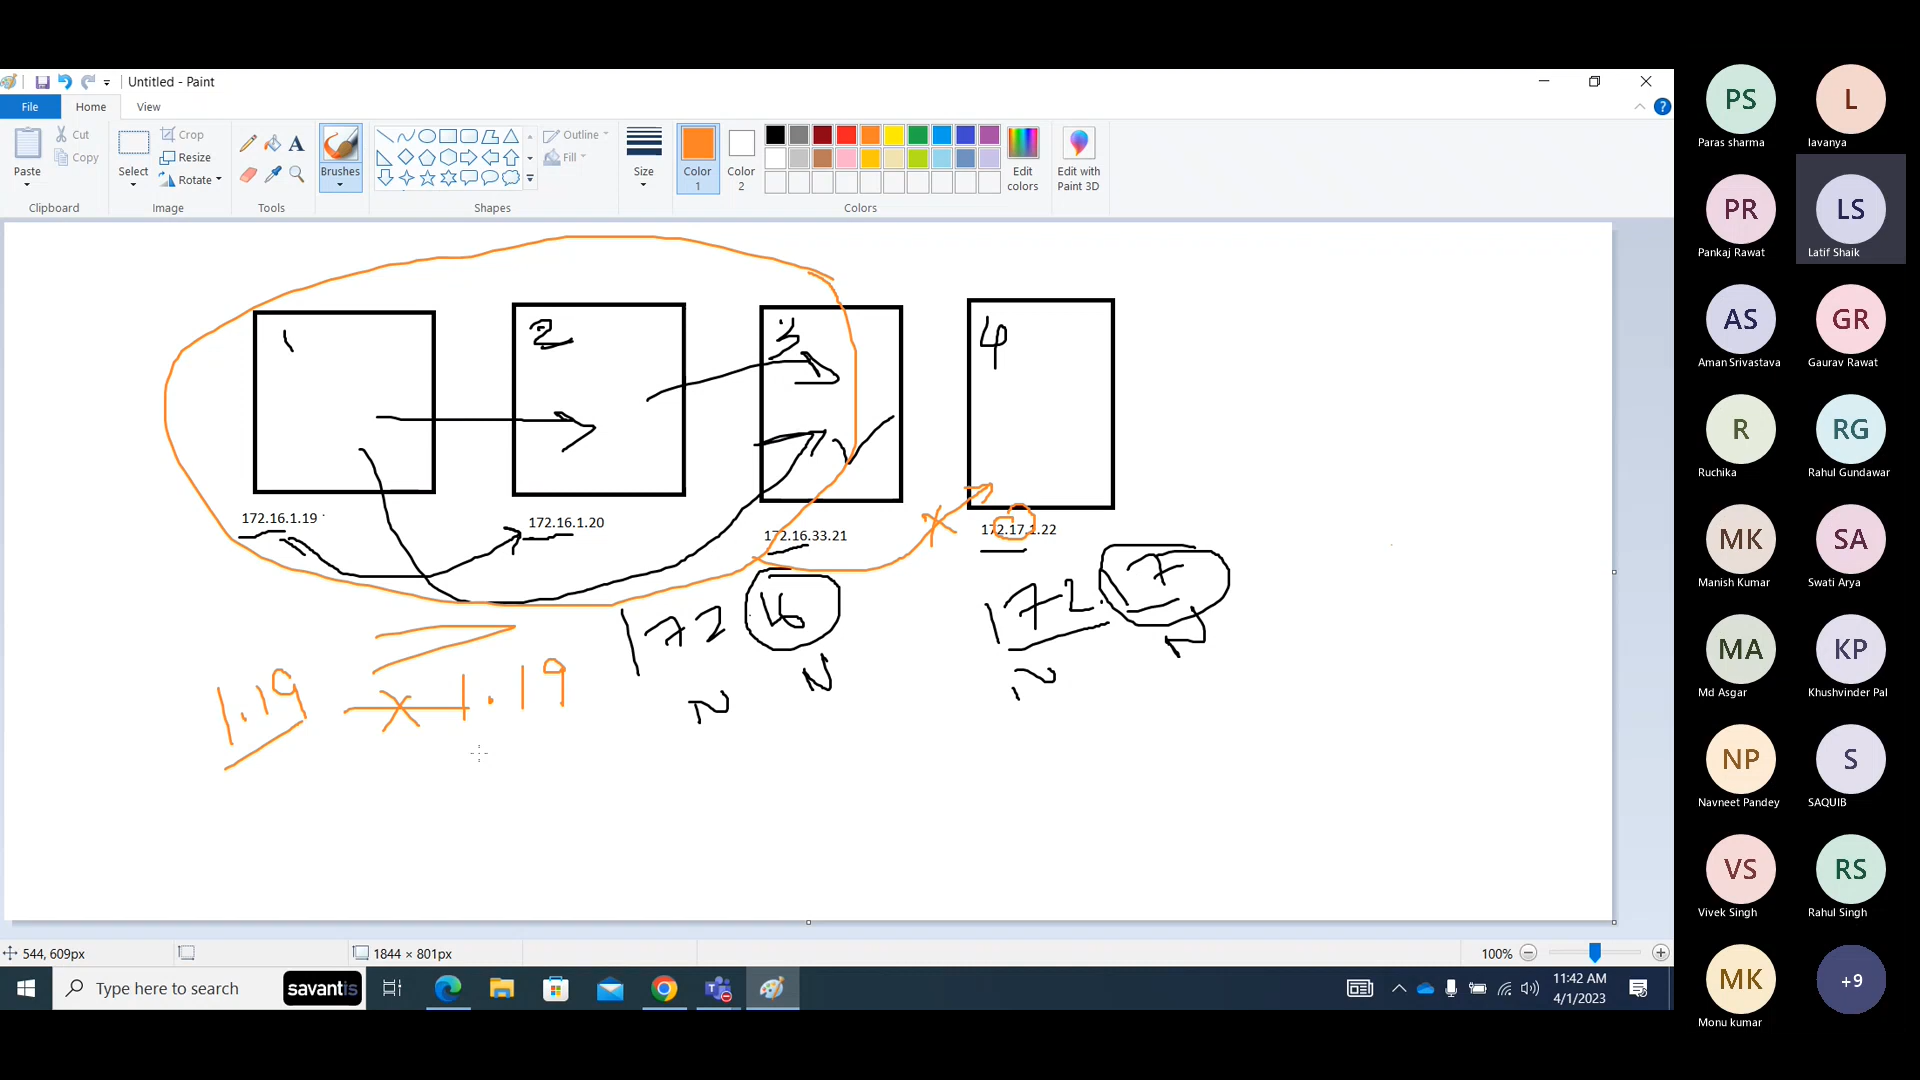 Untitled - Paint
File Home View
Paste
Cut
Copy
Clipboard
Select
Crop
Resize
Rotate
Image
A
Tools
Brushes
Shapes
Outline
Fill
Size
Color 1
Color 2
Edit colors
Edit with Paint 3D
Colors
1
2
3
4
172.16.1.19
172.16.1.20
172.16.33.21
172.17.1.22
172 16
172.
N N
N
1.19
x 1.19
544, 609px
1844 × 801px
100%
Type here to search
savantis
11:42 AM
4/1/2023
PS
Paras sharma
L
lavanya
PR
Pankaj Rawat
LS
Latif Shaik
AS
Aman Srivastava
GR
Gaurav Rawat
R
Ruchika
RG
Rahul Gundawar
MK
Manish Kumar
SA
Swati Arya
MA
Md Asgar
KP
Khushvinder Pal
NP
Navneet Pandey
S
SAQUIB
VS
Vivek Singh
RS
Rahul Singh
MK
Monu kumar
+9